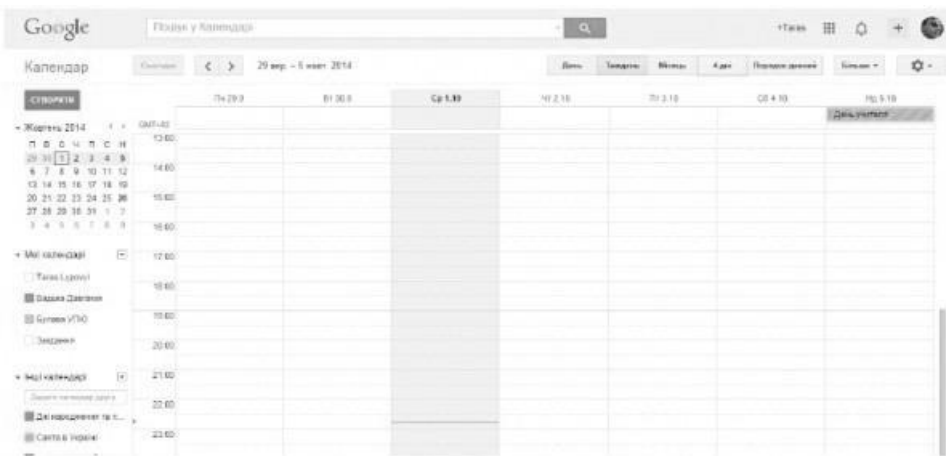 Google
Пошук у Календарі
+Taras
Календар
29 вер. – 5 жовт. 2014
День
Тиждень
Місяць
4 дні
Порядок денний
Більше
СТВОРИТИ
Пн 29.9
Вт 30.9
Ср 1.10
Чт 2.10
Пт 3.10
Сб 4.10
Нд 5.10
День учителя
GMT+02
Жовтень 2014
П В С Ч П С Н
29 30 1 2 3 4 5
6 7 8 9 10 11 12
13 14 15 16 17 18 19
20 21 22 23 24 25 26
27 28 29 30 31 1 2
3 4 5 6 7 8 9
13:00
14:00
15:00
16:00
17:00
18:00
19:00
20:00
21:00
22:00
23:00
Мої календарі
Taras Lypovyi
УПЮ
Завдання
Інші календарі
Дні народження та п...
Свята в Україні